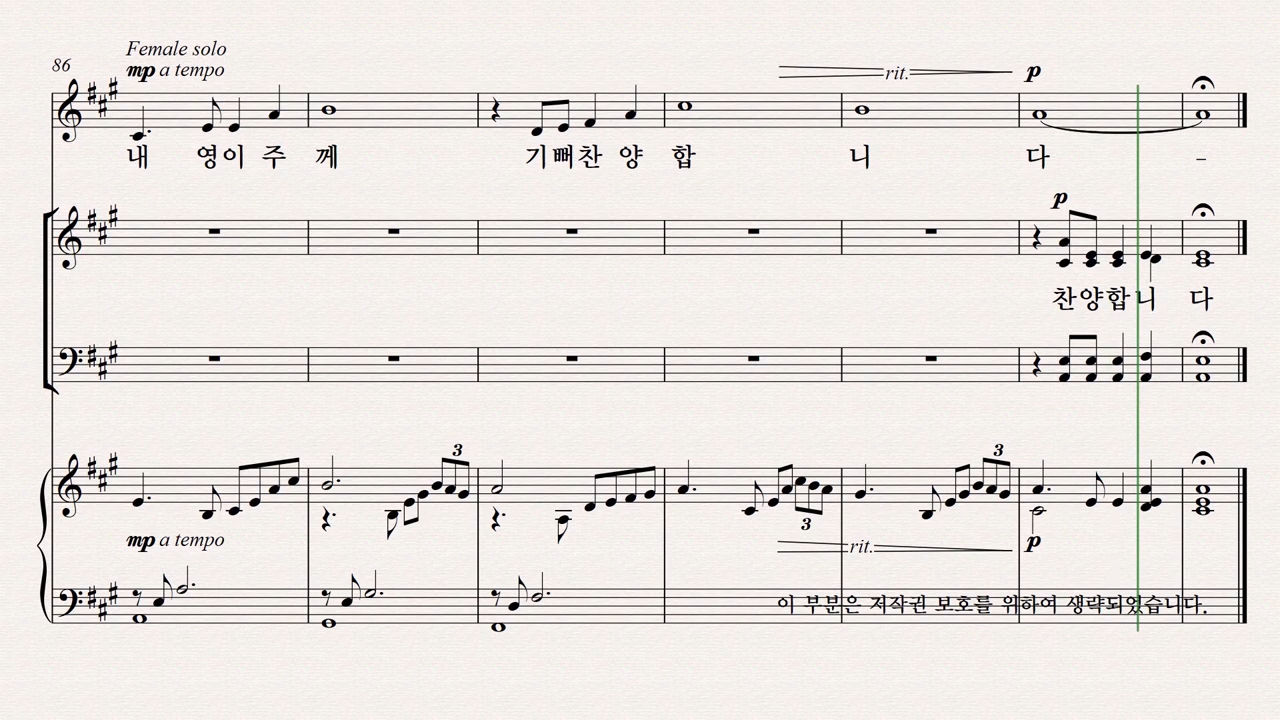 Female solo
86
mp a tempo
rit.
p
내 영이 주 께 기뻐찬 양 합 니 다 -
p
찬양합니 다
3
3
3
mp a tempo
rit.
p
이 부분은 저작권 보호를 위하여 생략되었습니다.